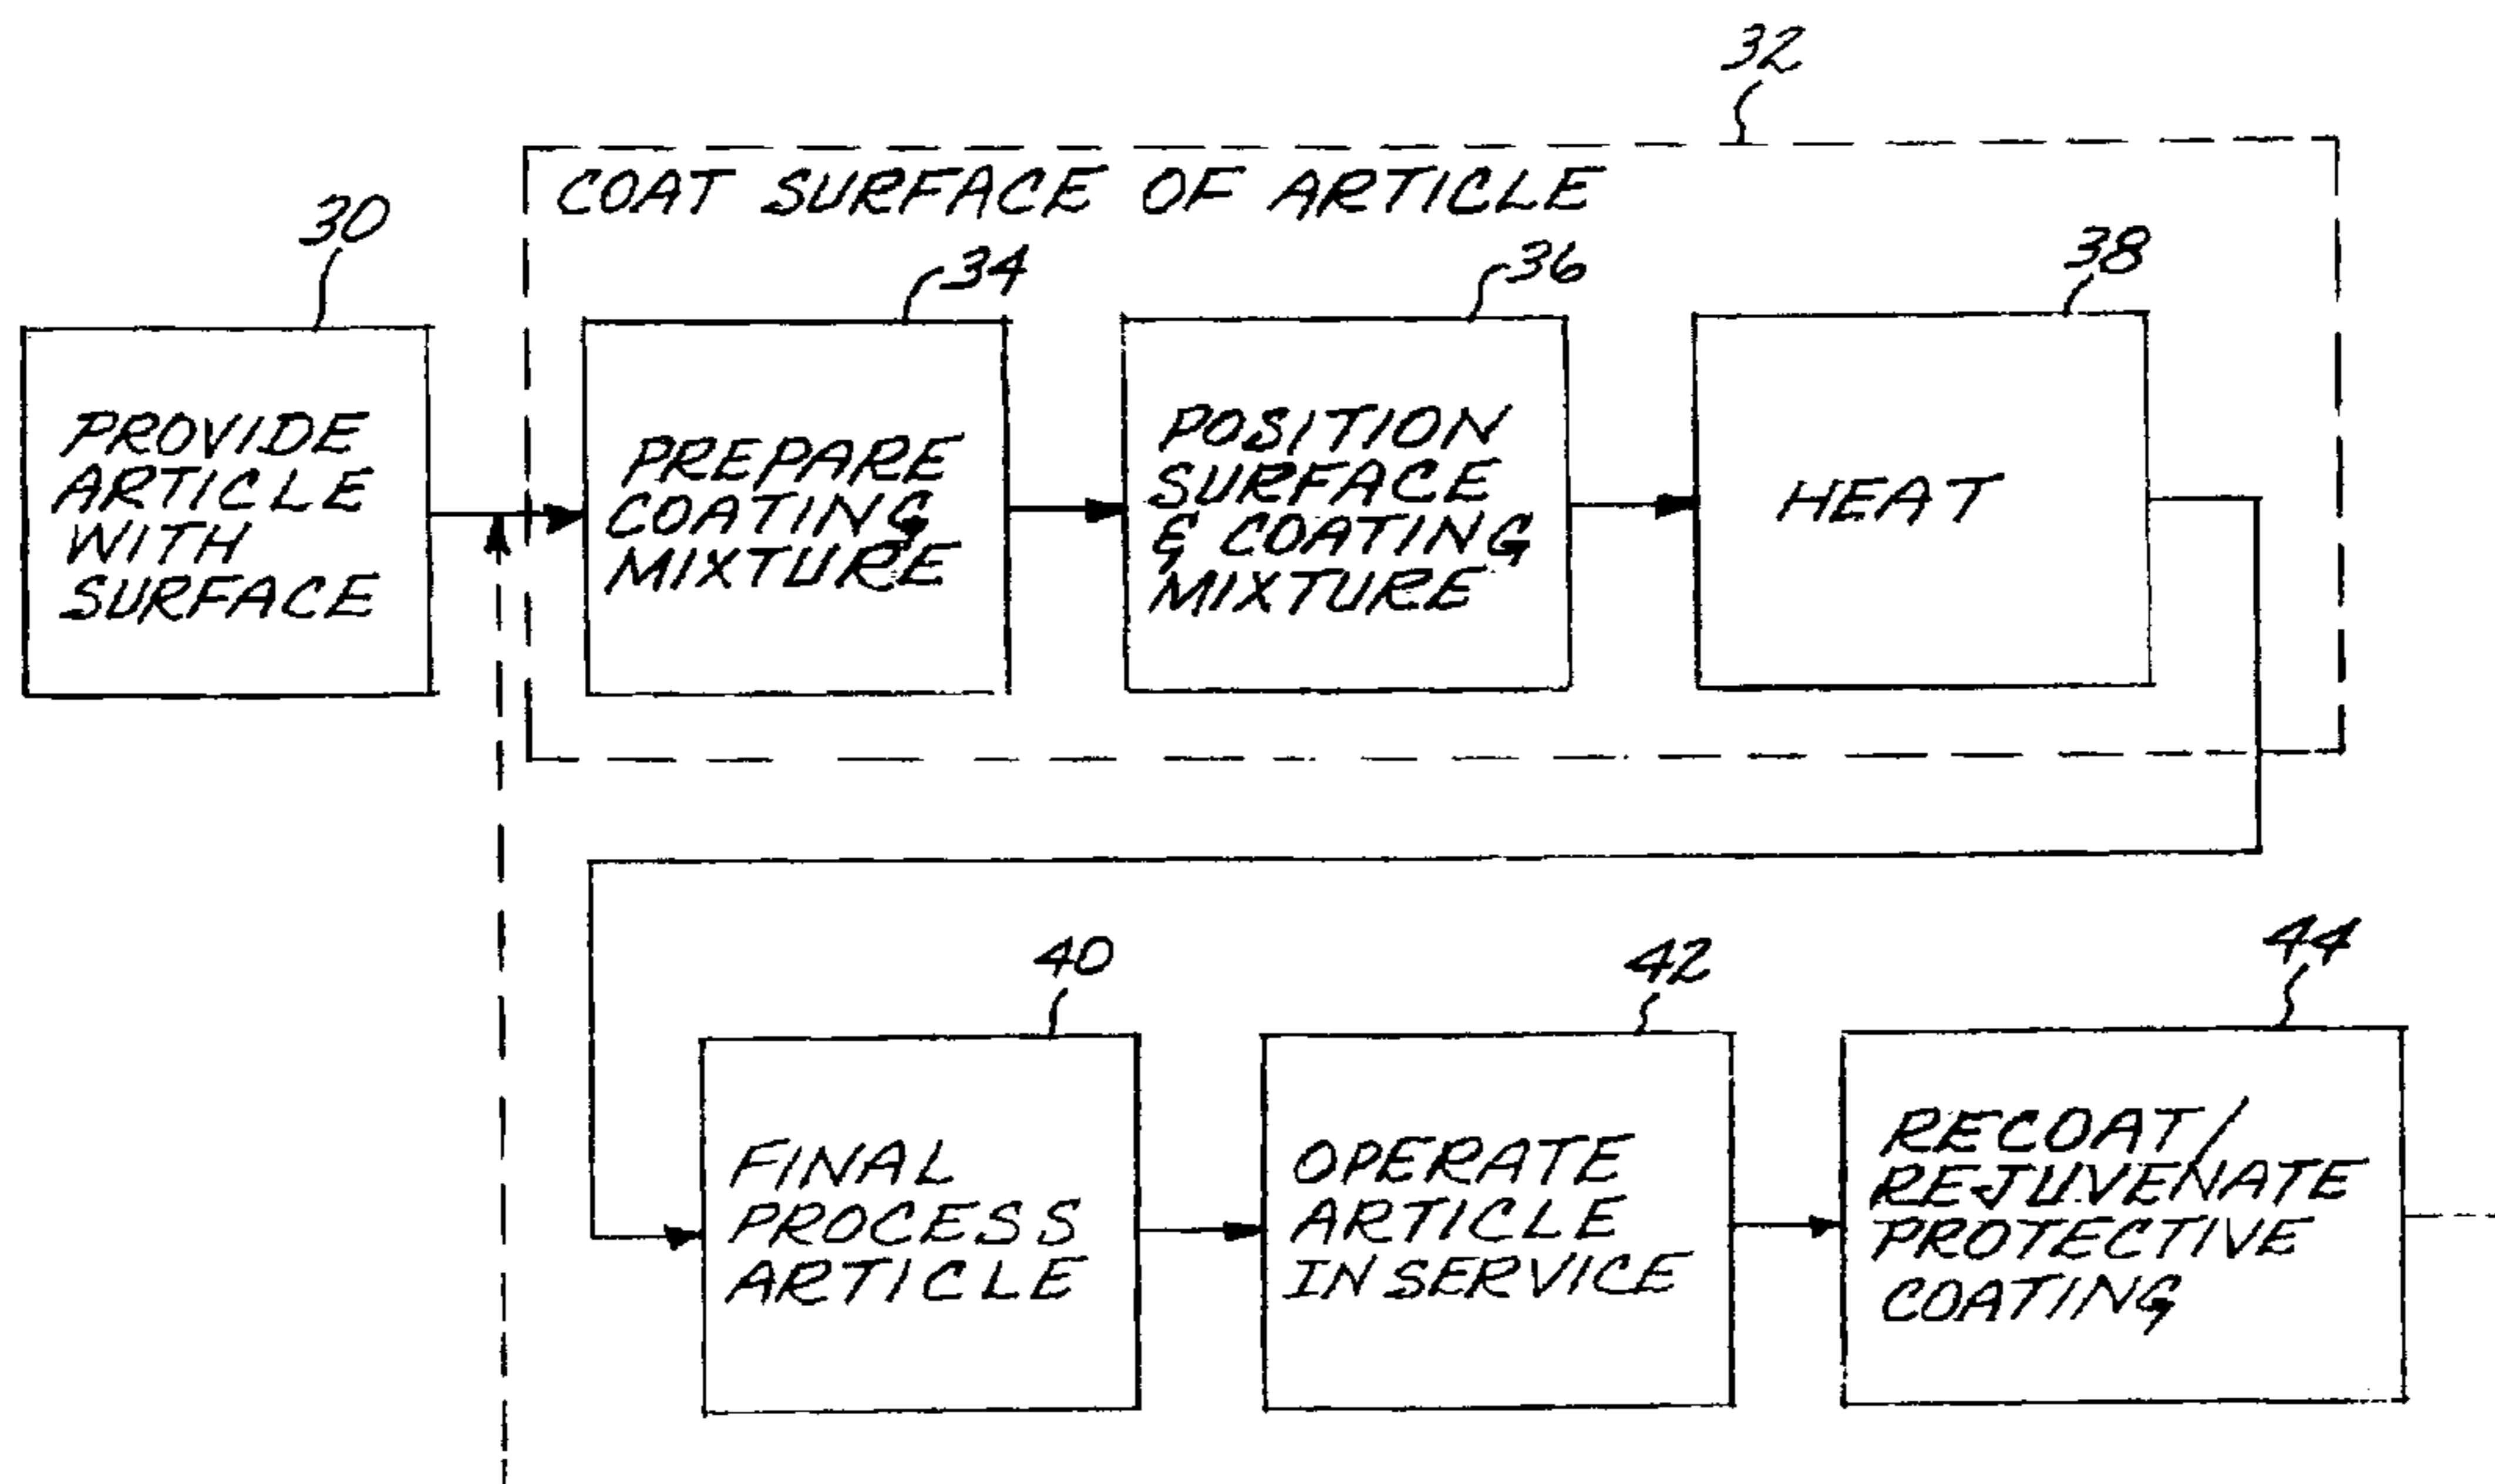 32
COAT SURFACE OF ARTICLE
30
34
36
38
PROVIDE
ARTICLE
WITH
SURFACE
PREPARE
COATING
MIXTURE
POSITION
SURFACE
& COATING
MIXTURE
HEAT
40
42
44
FINAL
PROCESS
ARTICLE
OPERATE
ARTICLE
IN SERVICE
RECOAT/
REJUVENATE
PROTECTIVE
COATING